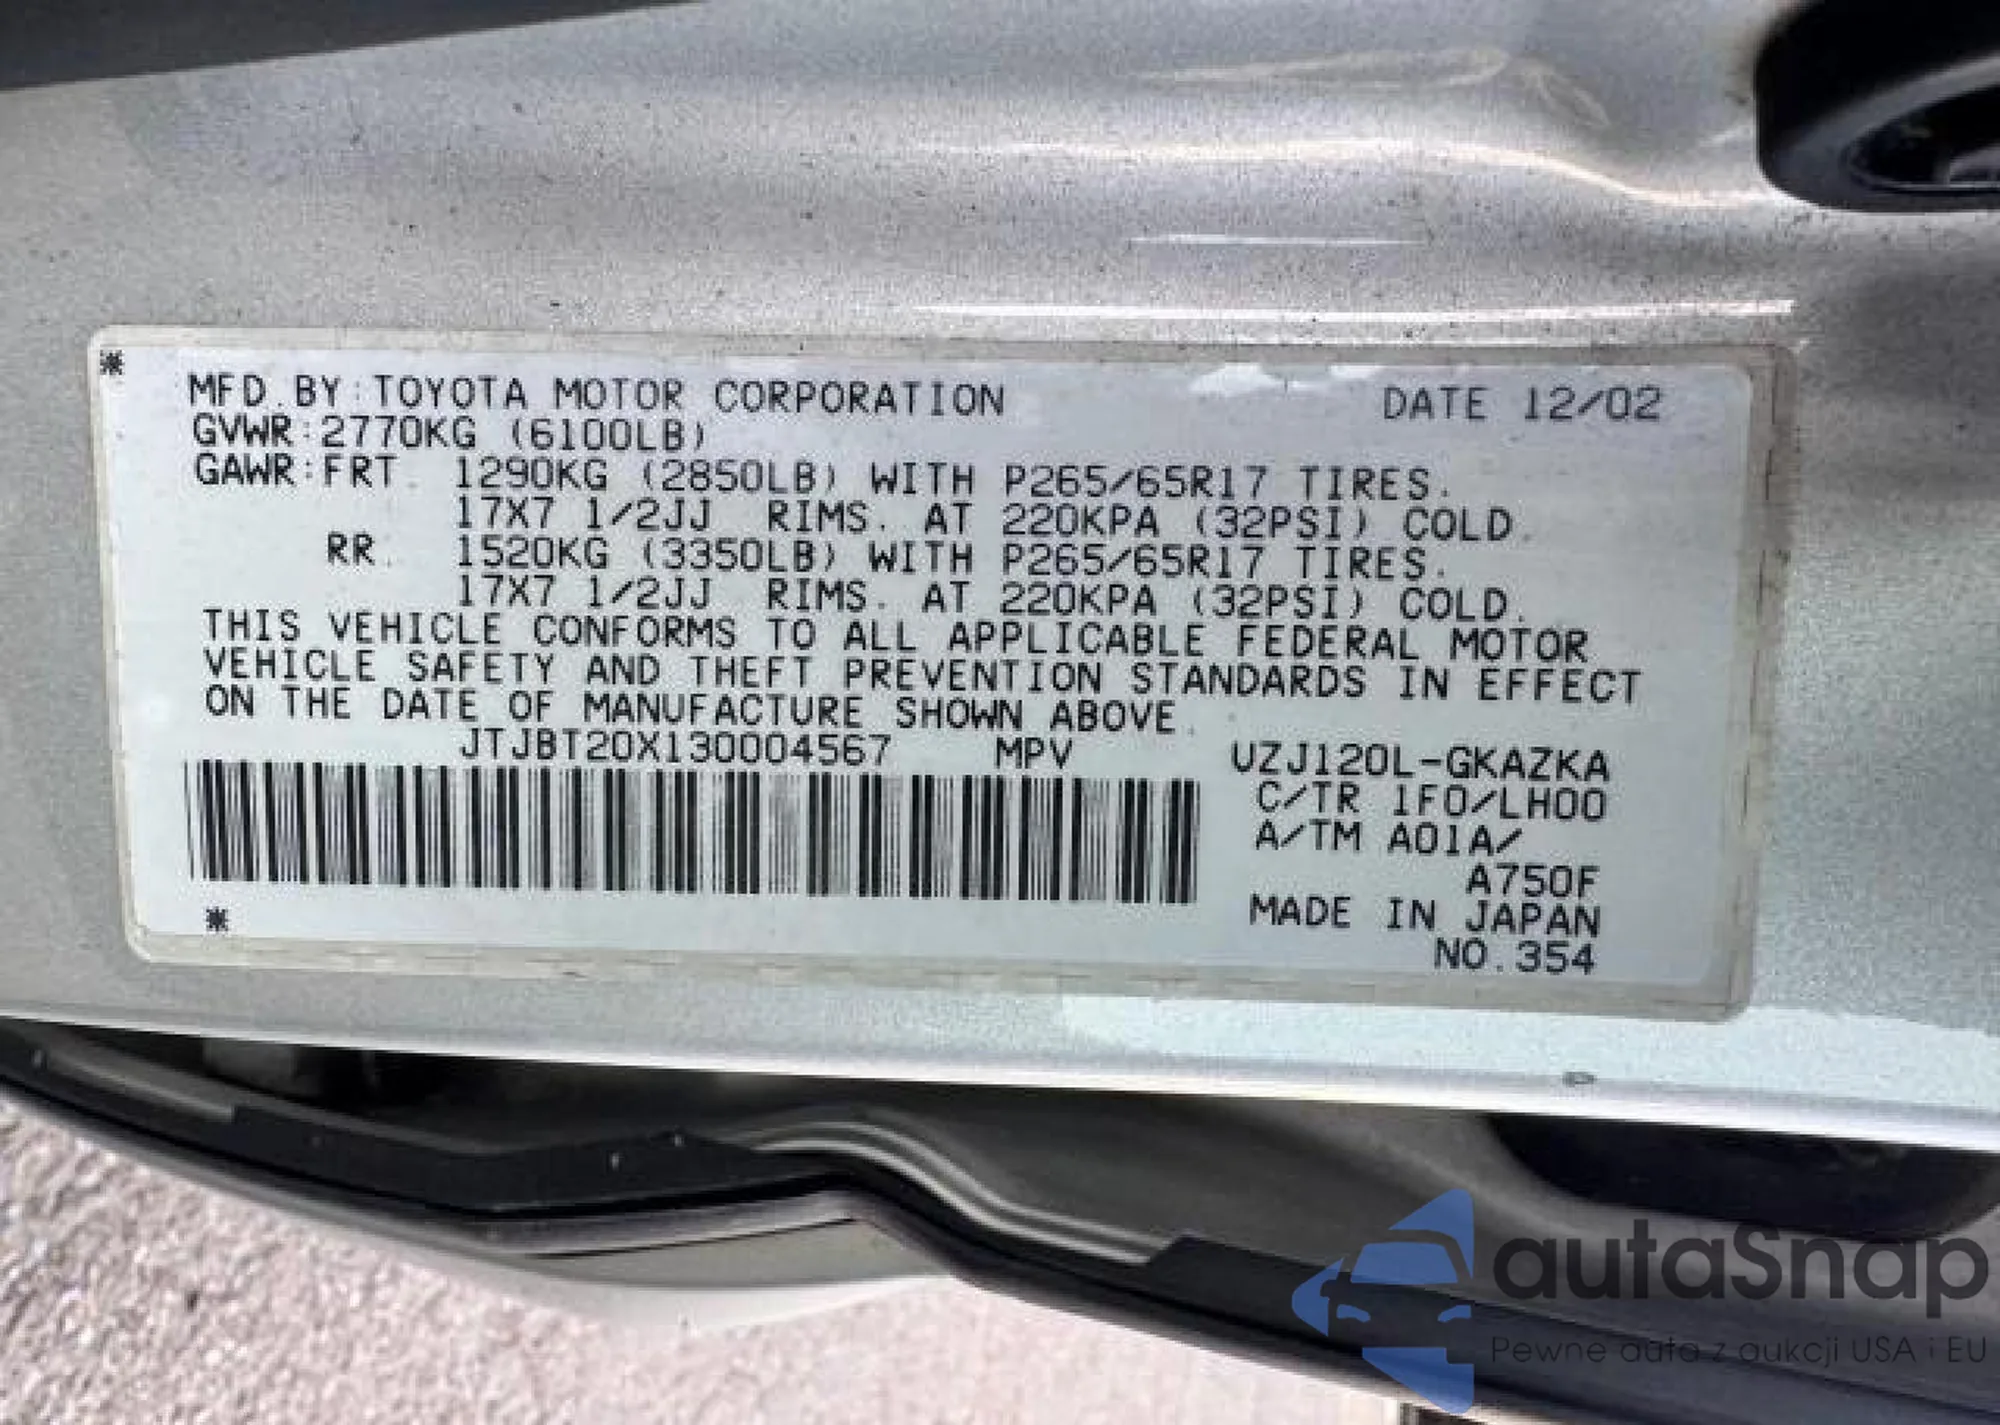 *
MFD.BY:TOYOTA MOTOR CORPORATION DATE 12/02
GVWR:2770KG (6100LB)
GAWR:FRT. 1290KG (2850LB) WITH P265/65R17 TIRES.
17X7 1/2JJ RIMS. AT 220KPA (32PSI) COLD.
RR. 1520KG (3350LB) WITH P265/65R17 TIRES.
17X7 1/2JJ RIMS. AT 220KPA (32PSI) COLD.
THIS VEHICLE CONFORMS TO ALL APPLICABLE FEDERAL MOTOR
VEHICLE SAFETY AND THEFT PREVENTION STANDARDS IN EFFECT
ON THE DATE OF MANUFACTURE SHOWN ABOVE.
JTJBT20X130004567 MPV UZJ120L-GKAZKA
C/TR 1F0/LH00
A/TM A01A/
A750F
MADE IN JAPAN
*
NO.354
autaSnap
Pewne auta z aukcji USA i EU